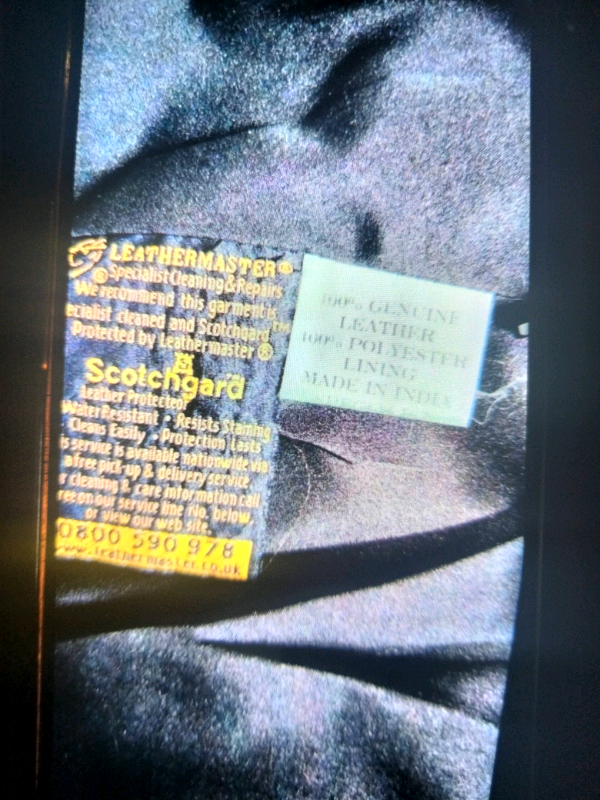 LEATHERMASTER®
® Specialist Cleaning & Repairs
We recommend this garment is
ecialist cleaned and Scotchgard™
Protected by Leathermaster ®
Scotchgard
Leather Protected
Water Resistant • Resists Staining
Cleans Easily • Protection Lasts
is service is available nationwide via
a free pick-up & delivery service.
r cleaning & care information call
ree on our service line no. below
or view our web site.
0800 590 978
www.leathermaster.co.uk
100% GENUINE
LEATHER
100% POLYESTER
LINING
MADE IN INDIA